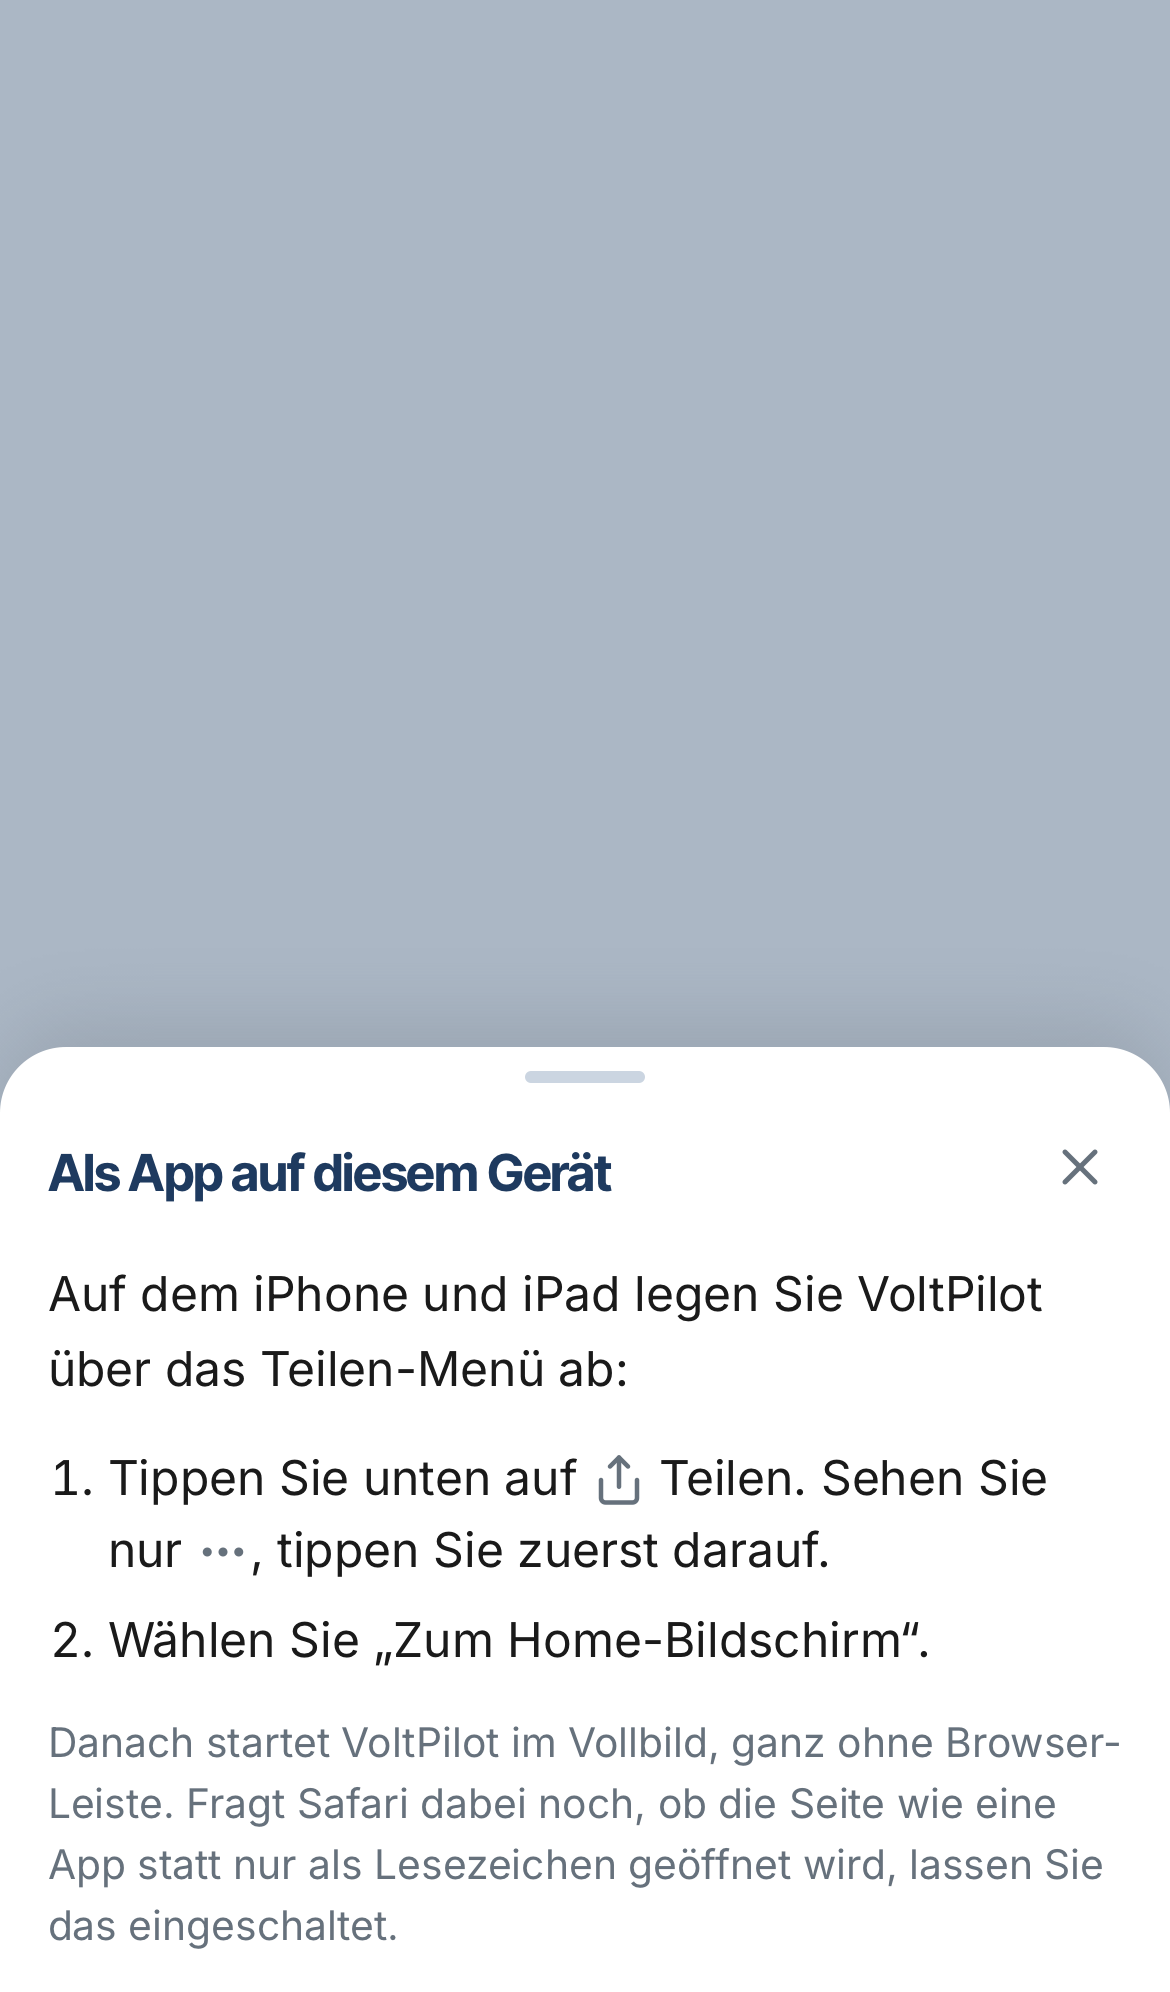 Als App auf diesem Gerät
Auf dem iPhone und iPad legen Sie VoltPilot
über das Teilen-Menü ab:
1. Tippen Sie unten auf Teilen. Sehen Sie
nur ..., tippen Sie zuerst darauf.
2. Wählen Sie „Zum Home-Bildschirm“.
Danach startet VoltPilot im Vollbild, ganz ohne Browser-
Leiste. Fragt Safari dabei noch, ob die Seite wie eine
App statt nur als Lesezeichen geöffnet wird, lassen Sie
das eingeschaltet.